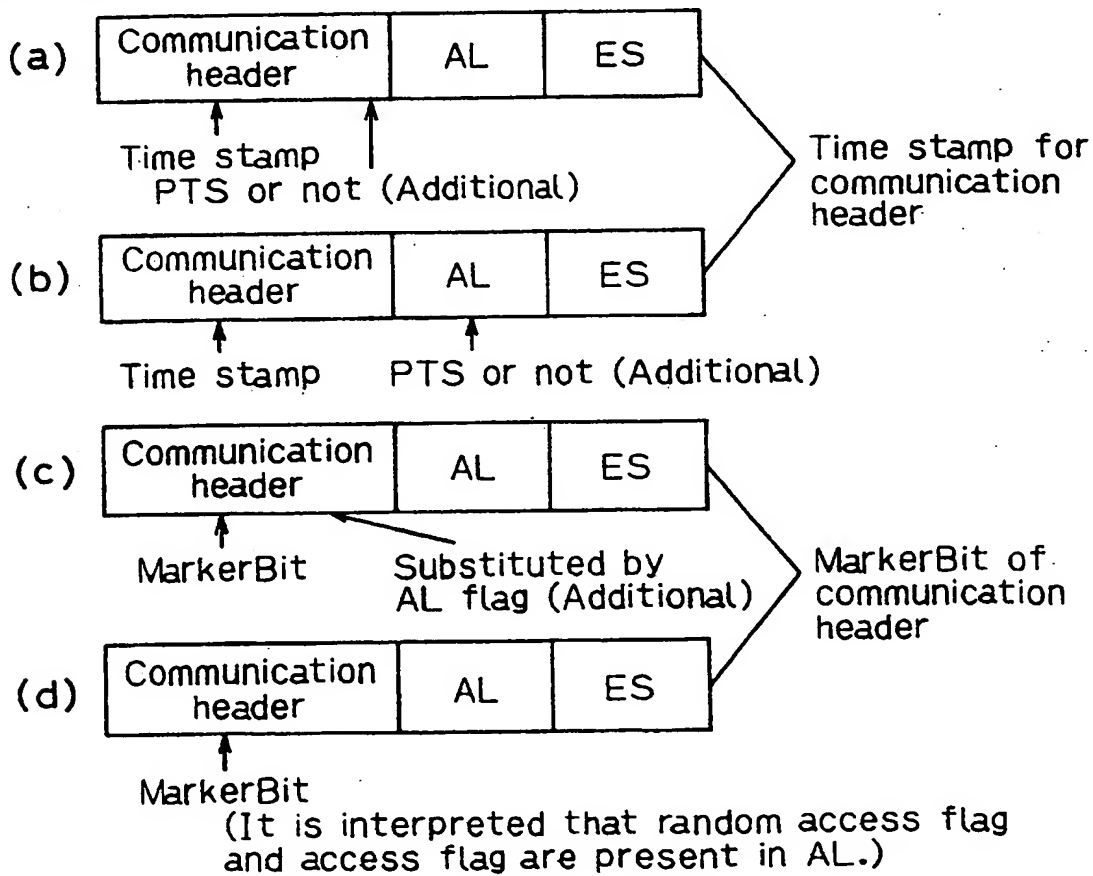 (a)
Communication
header
AL
ES
Time stamp
PTS or not (Additional)
Time stamp for
communication
header
(b)
Communication
header
AL
ES
Time stamp
PTS or not (Additional)
(c)
Communication
header
AL
ES
MarkerBit
Substituted by
AL flag (Additional)
MarkerBit of
communication
header
(d)
Communication
header
AL
ES
MarkerBit
(It is interpreted that random access flag
and access flag are present in AL.)